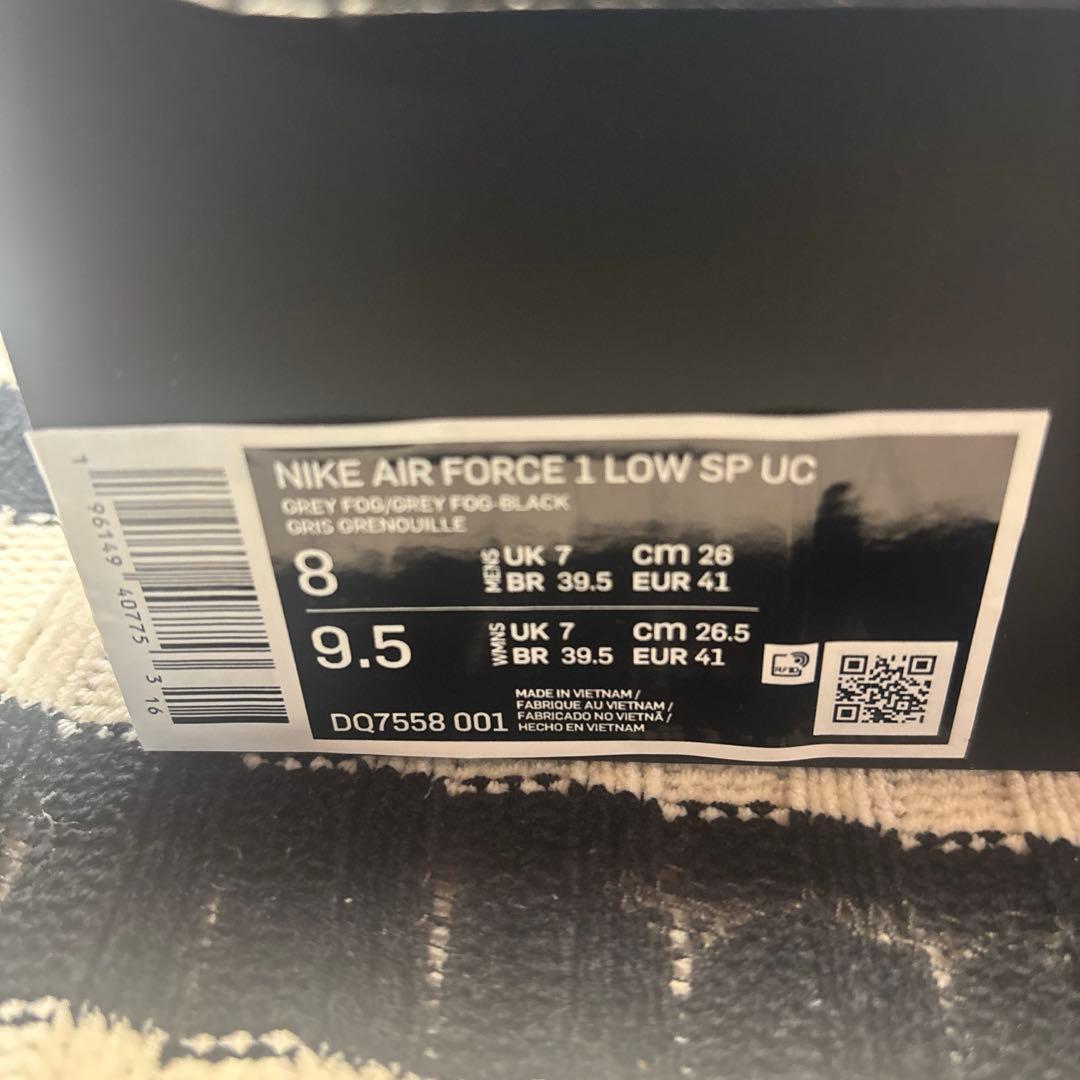 NIKE AIR FORCE 1 LOW SP UC
GREY FOG/GREY FOG-BLACK
GRIS GRENOUILLE
8 MENS UK 7 cm 26
BR 39.5 EUR 41
9.5 WMNS UK 7 cm 26.5
BR 39.5 EUR 41
RFID
DQ7558 001
MADE IN VIETNAM /
FABRIQUE AU VIETNAM /
FABRICADO NO VIETNÃ /
HECHO EN VIETNAM
1 96149 40775 3 16